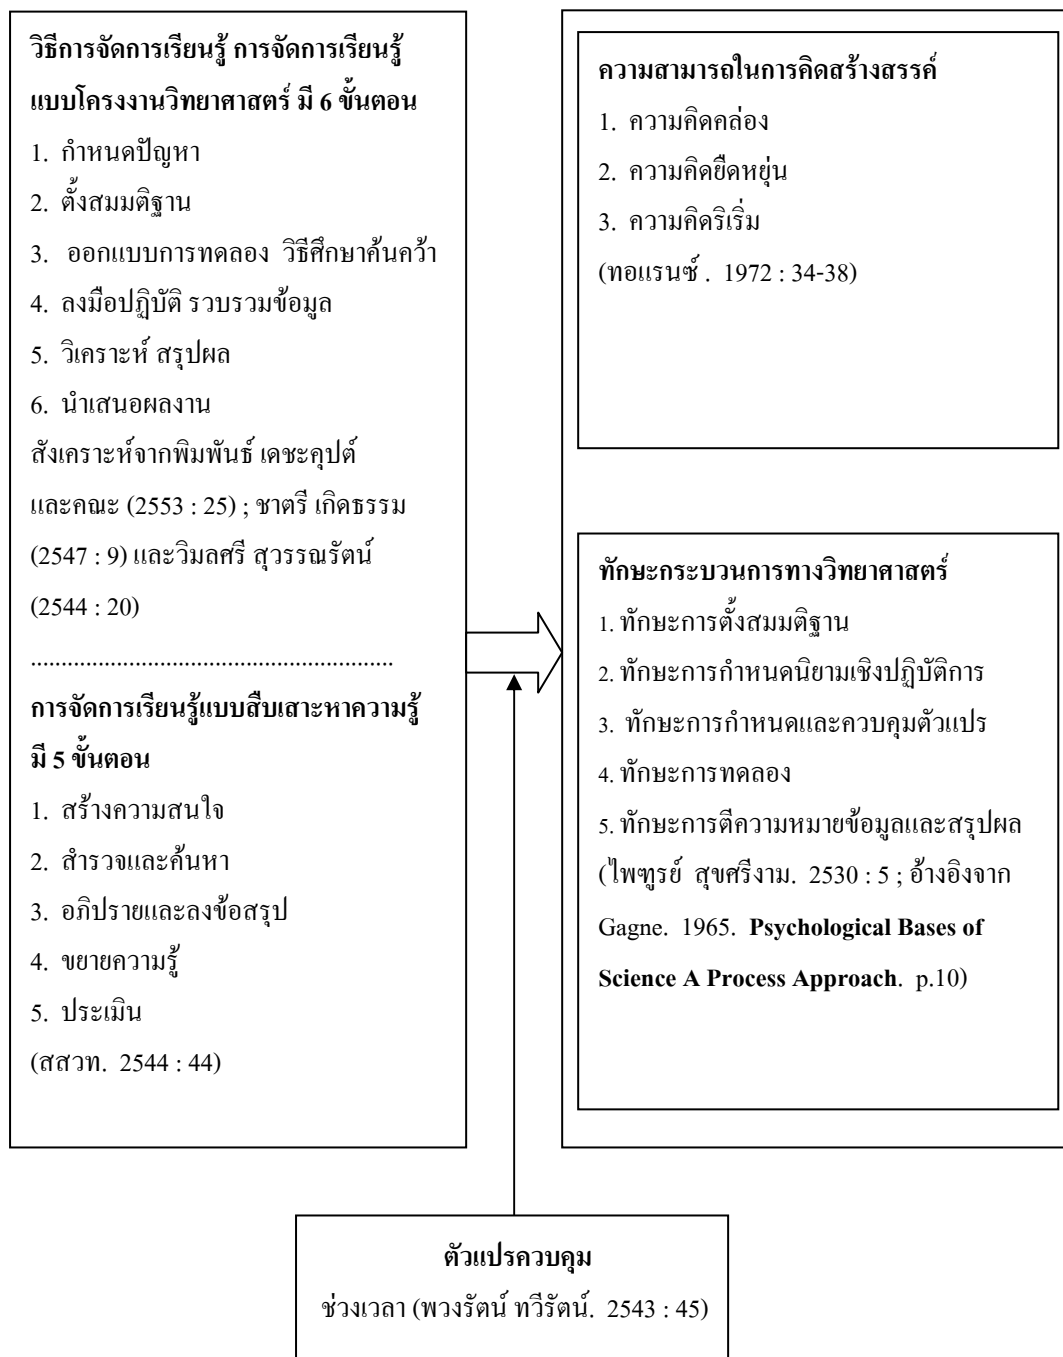 วิธีการจัดการเรียนรู้ การจัดการเรียนรู้
แบบโครงงานวิทยาศาสตร์ มี 6 ขั้นตอน
1. กำหนดปัญหา
2. ตั้งสมมติฐาน
3. ออกแบบการทดลอง วิธีศึกษาค้นคว้า
4. ลงมือปฏิบัติ รวบรวมข้อมูล
5. วิเคราะห์ สรุปผล
6. นำเสนอผลงาน
สังเคราะห์จากพิมพันธ์ เดชะคุปต์
และคณะ (2553 : 25) ; ชาตรี เกิดธรรม
(2547 : 9) และวิมลศรี สุวรรณรัตน์
(2544 : 20)
...........................................................
การจัดการเรียนรู้แบบสืบเสาะหาความรู้
มี 5 ขั้นตอน
1. สร้างความสนใจ
2. สำรวจและค้นหา
3. อภิปรายและลงข้อสรุป
4. ขยายความรู้
5. ประเมิน
(สสวท. 2544 : 44)
ความสามารถในการคิดสร้างสรรค์
1. ความคิดคล่อง
2. ความคิดยืดหยุ่น
3. ความคิดริเริ่ม
(ทอแรนซ์ . 1972 : 34-38)
ทักษะกระบวนการทางวิทยาศาสตร์
1. ทักษะการตั้งสมมติฐาน
2. ทักษะการกำหนดนิยามเชิงปฏิบัติการ
3. ทักษะการกำหนดและควบคุมตัวแปร
4. ทักษะการทดลอง
5. ทักษะการตีความหมายข้อมูลและสรุปผล
(ไพฑูรย์ สุขศรีงาม. 2530 : 5 ; อ้างอิงจาก
Gagne. 1965. Psychological Bases of
Science A Process Approach. p.10)
ตัวแปรควบคุม
ช่วงเวลา (พวงรัตน์ ทวีรัตน์. 2543 : 45)